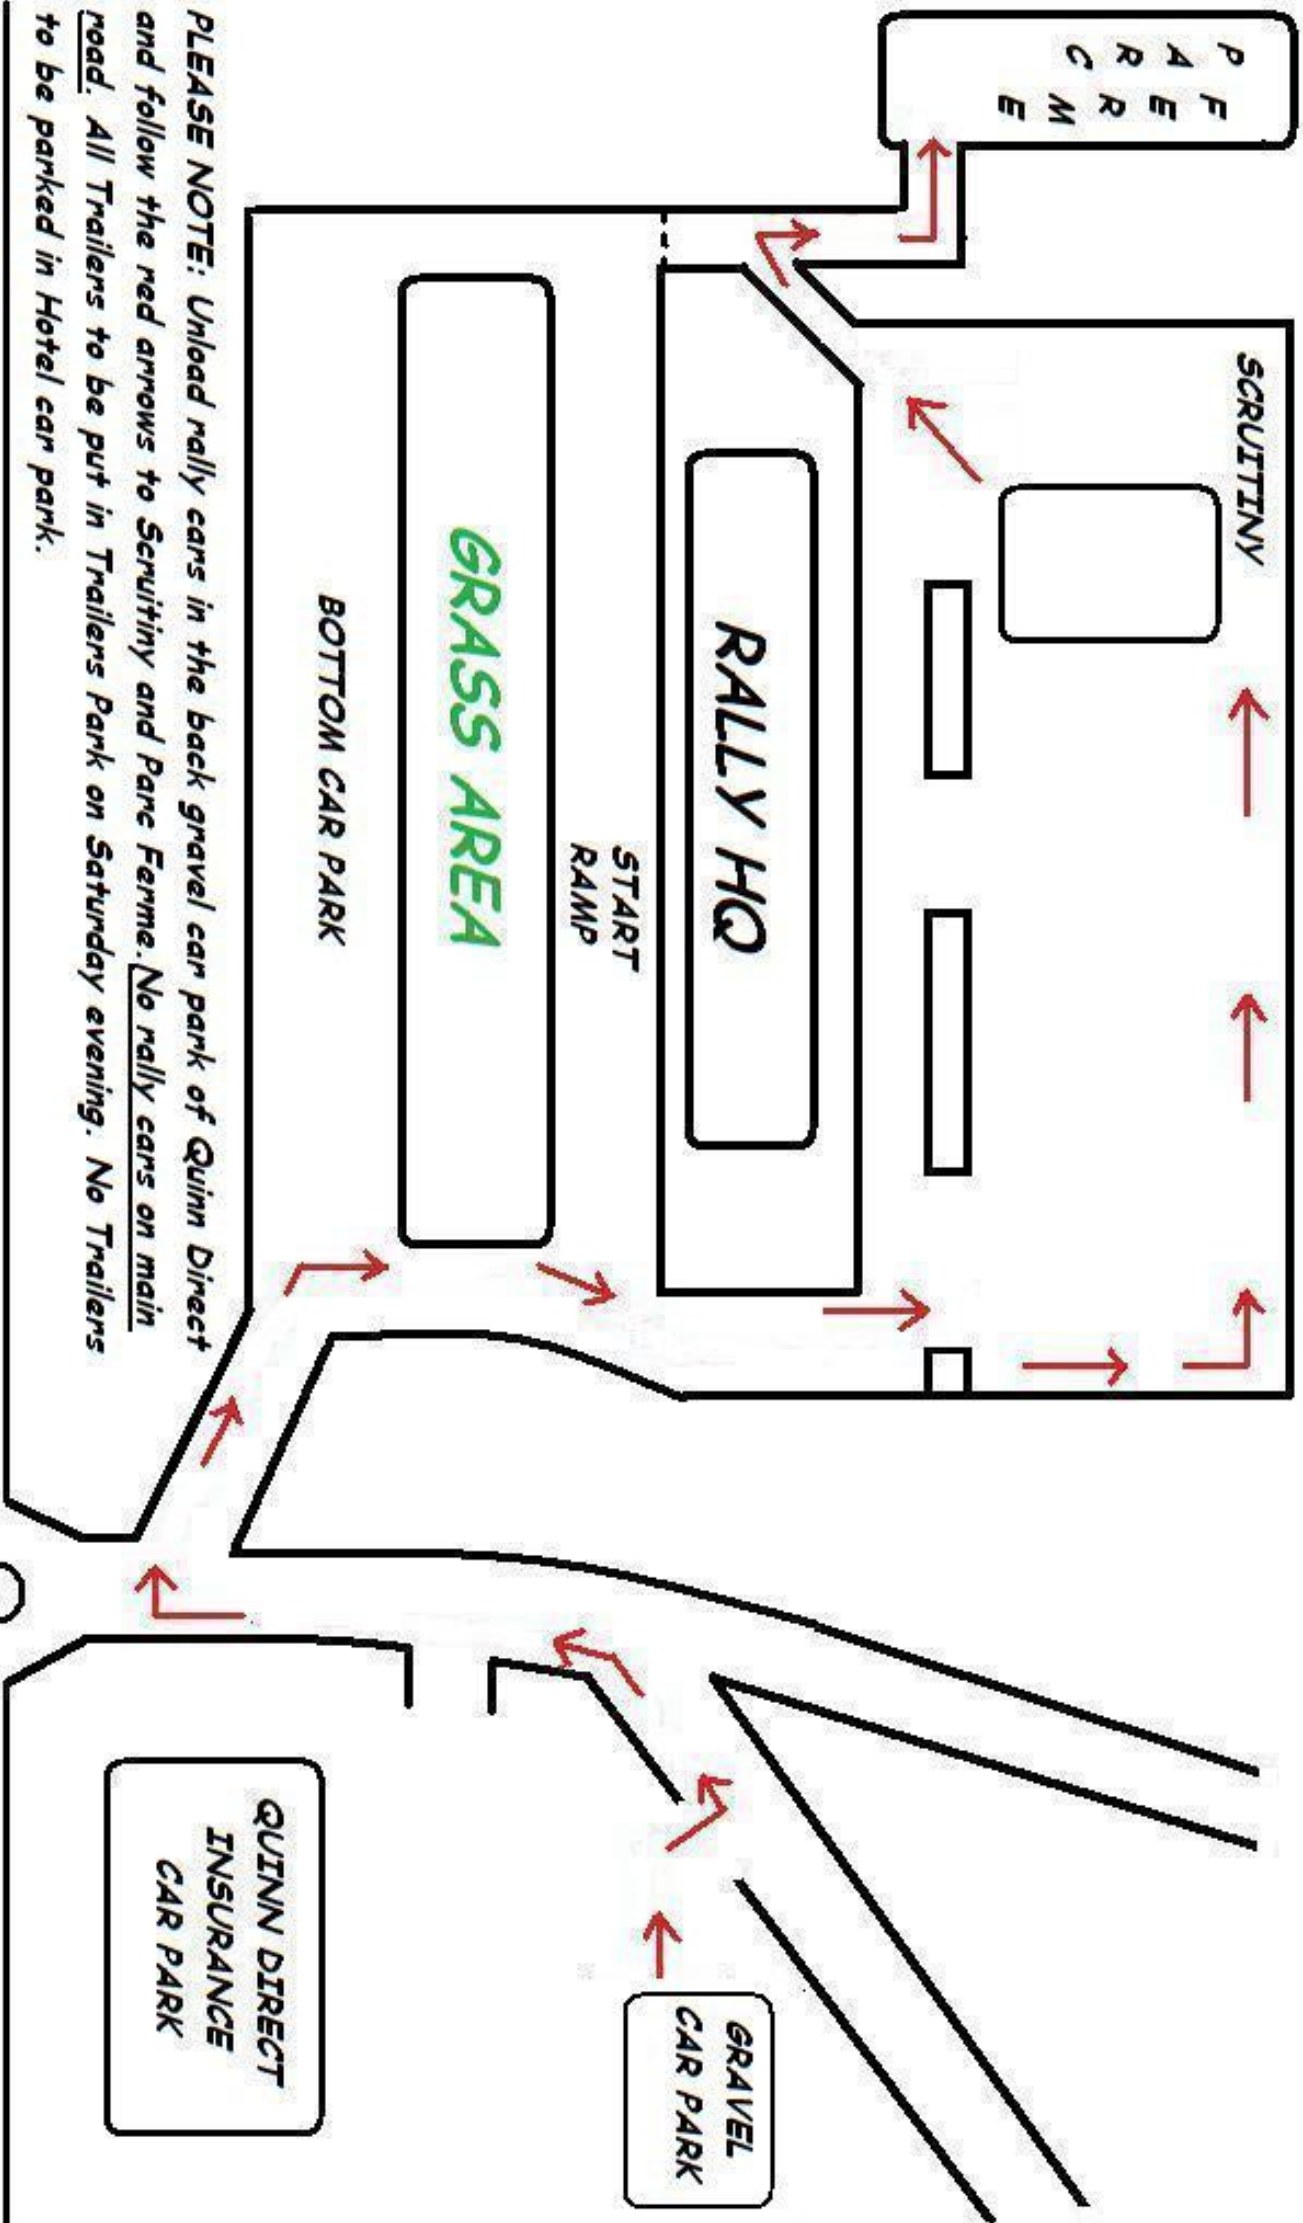 PARC
FERME
SCRUITINY
RALLY HQ
START
RAMP
GRASS AREA
BOTTOM CAR PARK
GRAVEL
CAR PARK
QUINN DIRECT
INSURANCE
CAR PARK
PLEASE NOTE: Unload rally cars in the back gravel car park of Quinn Direct
and follow the red arrows to Scruitiny and Parc Ferme. No rally cars on main
road. All Trailers to be put in Trailers Park on Saturday evening. No Trailers
to be parked in Hotel car park.